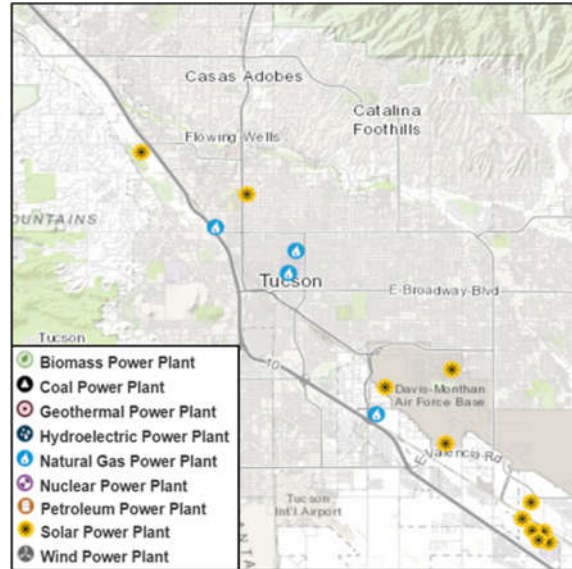 Casas Adobes
Catalina
Foothills
Flowing Wells
OUNTAINS
Tucson
E-Broadway-Blvd
Tucson
10
Davis-Monthan
Air Force Base
E
Valencia-Rd
Tucson
Int'l Airport
ANTA
Biomass Power Plant
Coal Power Plant
Geothermal Power Plant
Hydroelectric Power Plant
Natural Gas Power Plant
Nuclear Power Plant
Petroleum Power Plant
Solar Power Plant
Wind Power Plant